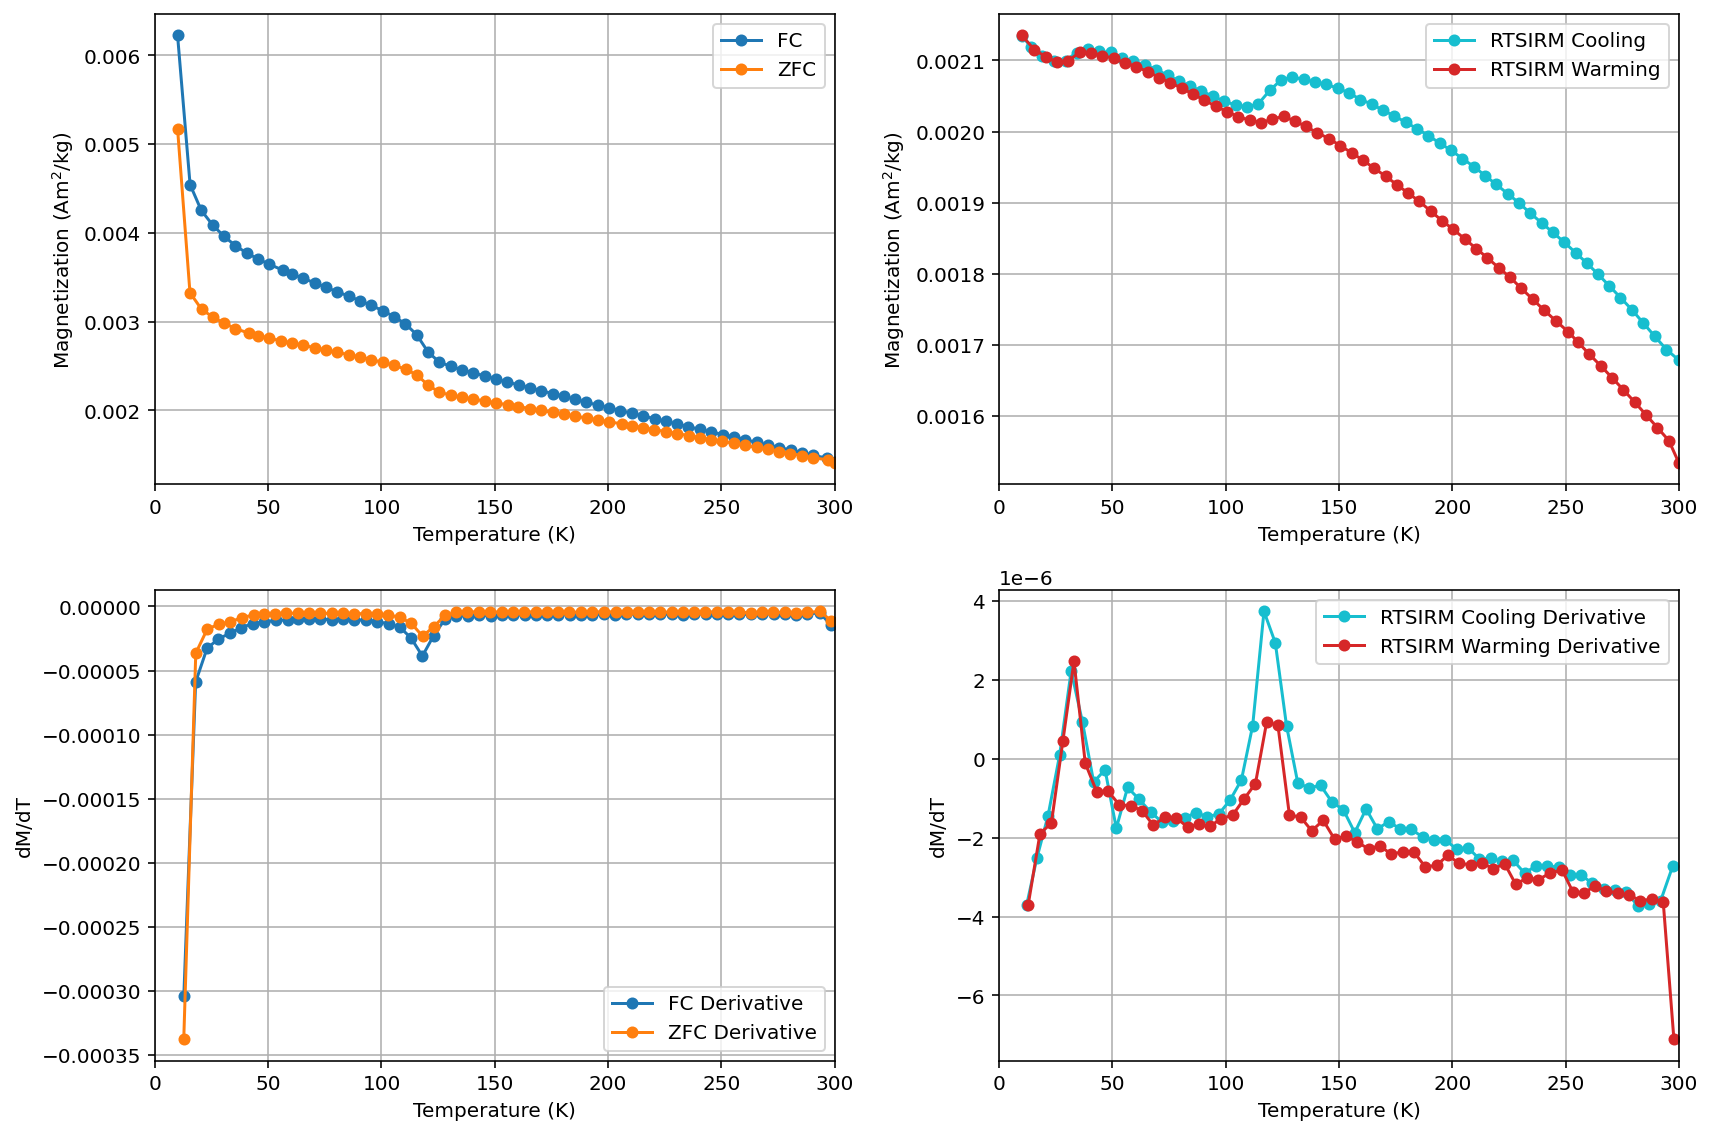 FC
ZFC
0.006
0.005
0.004
0.003
0.002
Magnetization (Am²/kg)
0 50 100 150 200 250 300
Temperature (K)
RTSIRM Cooling
RTSIRM Warming
0.0021
0.0020
0.0019
0.0018
0.0017
0.0016
Magnetization (Am²/kg)
0 50 100 150 200 250 300
Temperature (K)
0.00000
−0.00005
−0.00010
−0.00015
−0.00020
−0.00025
−0.00030
−0.00035
dM/dT
FC Derivative
ZFC Derivative
0 50 100 150 200 250 300
Temperature (K)
1e−6
RTSIRM Cooling Derivative
RTSIRM Warming Derivative
4
2
0
−2
−4
−6
dM/dT
0 50 100 150 200 250 300
Temperature (K)